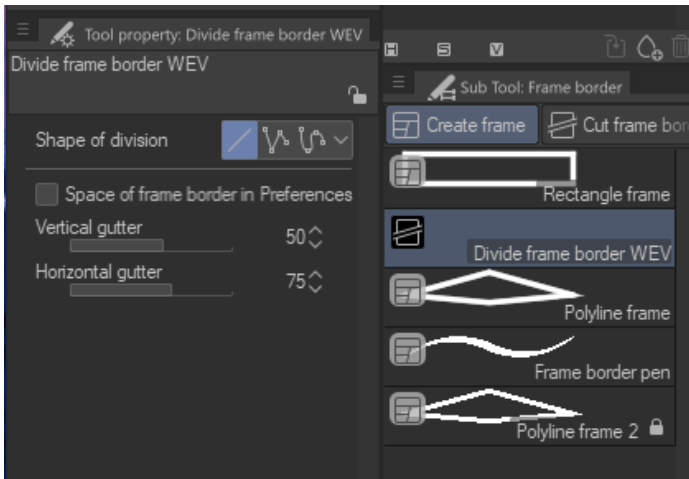 Tool property: Divide frame border WEV
Divide frame border WEV
Shape of division
Space of frame border in Preferences
Vertical gutter
50
Horizontal gutter
75
H S V
Sub Tool: Frame border
Create frame
Cut frame bor
Rectangle frame
Divide frame border WEV
Polyline frame
Frame border pen
Polyline frame 2